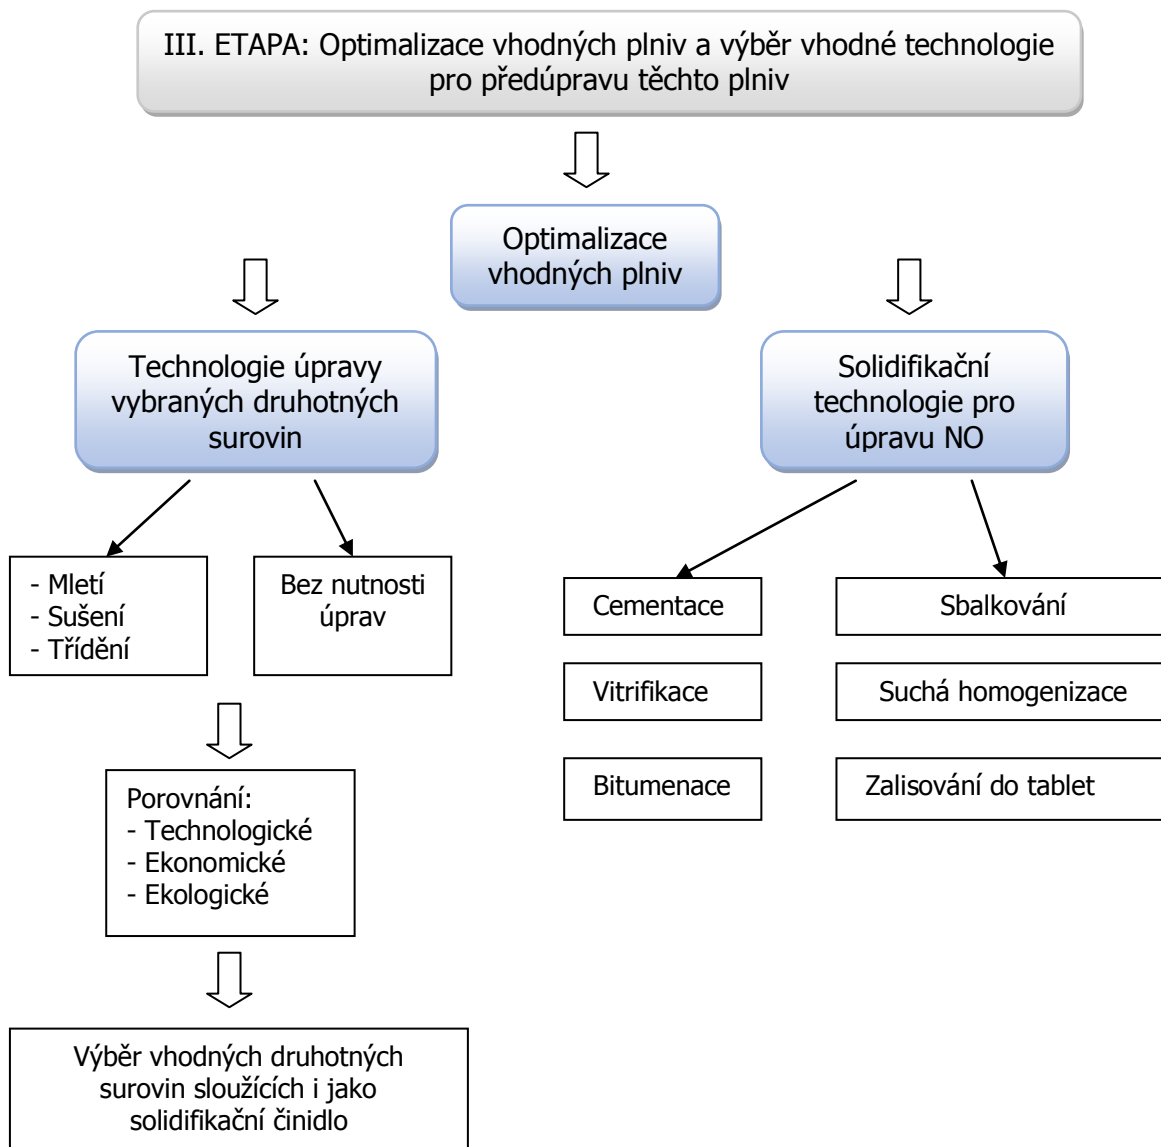 III. ETAPA: Optimalizace vhodných plniv a výběr vhodné technologie
pro předúpravu těchto plniv
Optimalizace
vhodných plniv
Technologie úpravy
vybraných druhotných
surovin
Solidifikační
technologie pro
úpravu NO
- Mletí
- Sušení
- Třídění
Bez nutnosti
úprav
Cementace
Sbalkování
Vitrifikace
Suchá homogenizace
Bitumenace
Zalisování do tablet
Porovnání:
- Technologické
- Ekonomické
- Ekologické
Výběr vhodných druhotných
surovin sloužících i jako
solidifikační činidlo